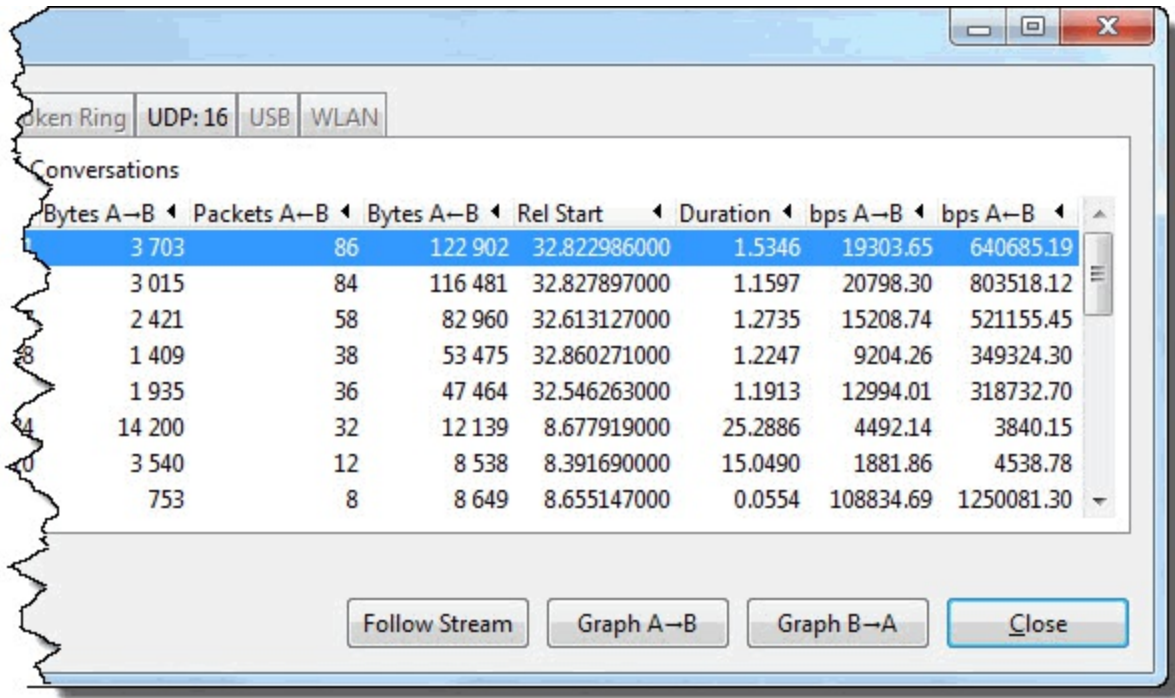 oken Ring UDP: 16 USB WLAN
Conversations
Bytes A→B Packets A←B Bytes A←B Rel Start Duration bps A→B bps A←B
3 703 86 122 902 32.822986000 1.5346 19303.65 640685.19
3 015 84 116 481 32.827897000 1.1597 20798.30 803518.12
2 421 58 82 960 32.613127000 1.2735 15208.74 521155.45
8 1 409 38 53 475 32.860271000 1.2247 9204.26 349324.30
1 935 36 47 464 32.546263000 1.1913 12994.01 318732.70
4 14 200 32 12 139 8.677919000 25.2886 4492.14 3840.15
0 3 540 12 8 538 8.391690000 15.0490 1881.86 4538.78
753 8 8 649 8.655147000 0.0554 108834.69 1250081.30
Follow Stream Graph A→B Graph B→A Close